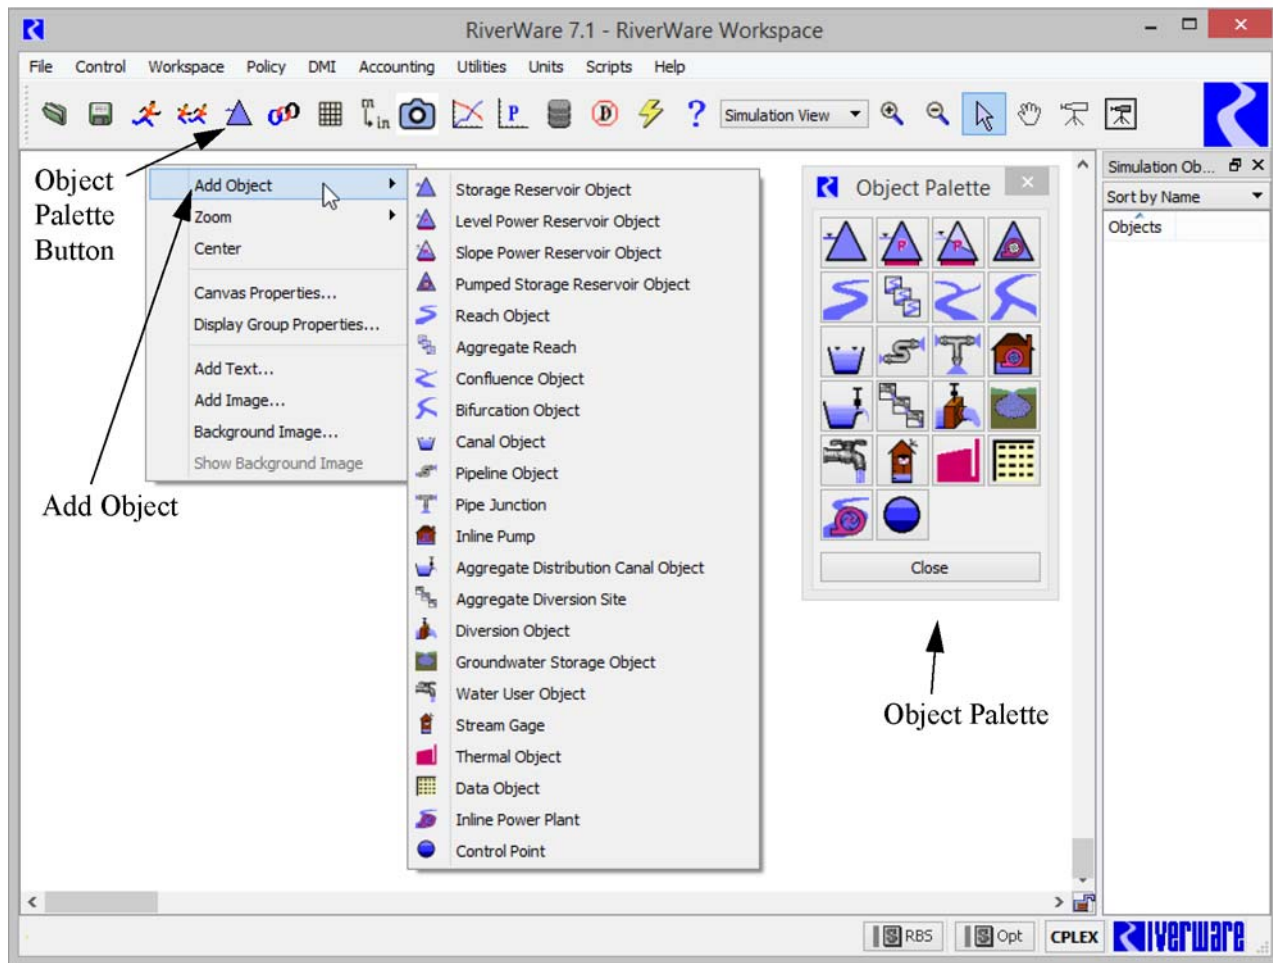 RiverWare 7.1 - RiverWare Workspace
File Control Workspace Policy DMI Accounting Utilities Units Scripts Help
m in P D ? Simulation View
Object
Palette
Button
Add Object
Zoom
Center
Canvas Properties...
Display Group Properties...
Add Text...
Add Image...
Background Image...
Show Background Image
Add Object
Storage Reservoir Object
Level Power Reservoir Object
Slope Power Reservoir Object
Pumped Storage Reservoir Object
Reach Object
Aggregate Reach
Confluence Object
Bifurcation Object
Canal Object
Pipeline Object
Pipe Junction
Inline Pump
Aggregate Distribution Canal Object
Aggregate Diversion Site
Diversion Object
Groundwater Storage Object
Water User Object
Stream Gage
Thermal Object
Data Object
Inline Power Plant
Control Point
Object Palette
P P
Close
Object Palette
Simulation Ob...
Sort by Name
Objects
S RBS S Opt CPLEX RIVERWARE